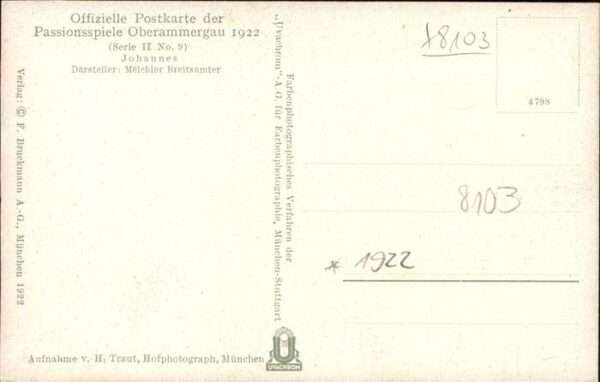 Offizielle Postkarte der
Passionsspiele Oberammergau 1922
(Serie II No. 9)
Johannes
Darsteller: Melchior Breitsamter
Verlag: © F. Bruckmann A.-G., München 1922
Aufnahme v. H. Traut, Hofphotograph, München
Farbenphotographisches Verfahren der
„Uvachrom“-A.G. für Farbenphotographie, München-Stuttgart
UVACHROM
18103
4798
8103
* 1922